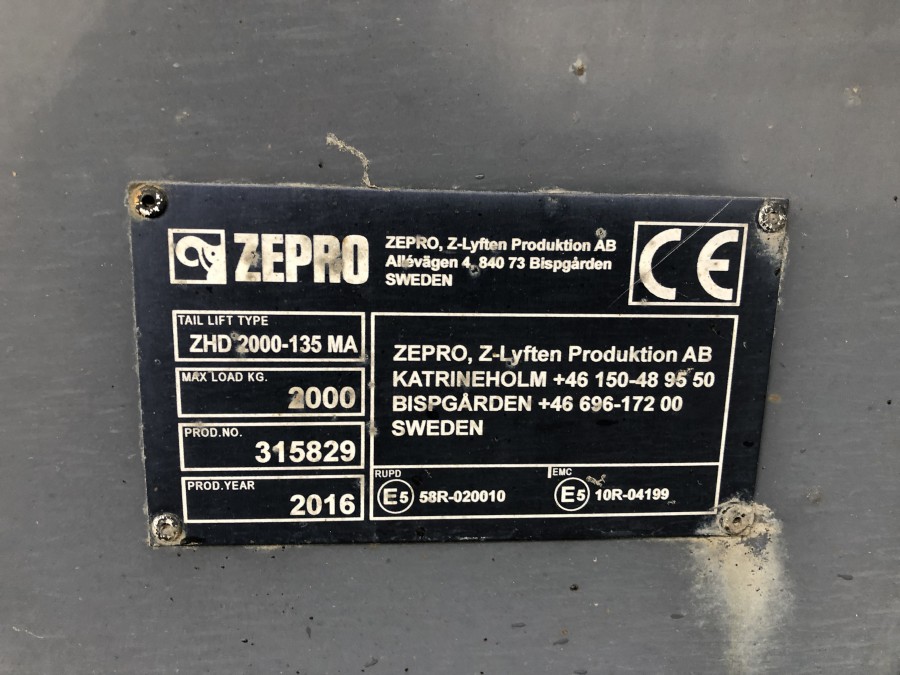 ZEPRO
ZEPRO, Z-Lyften Produktion AB
Allévägen 4, 840 73 Bispgården
SWEDEN
CE
TAIL LIFT TYPE
ZHD 2000-135 MA
MAX LOAD KG.
2000
PROD.NO.
315829
PROD.YEAR
2016
ZEPRO, Z-Lyften Produktion AB
KATRINEHOLM +46 150-48 95 50
BISPGÅRDEN +46 696-172 00
SWEDEN
RUPD
E5 58R-020010
EMC
E5 10R-04199